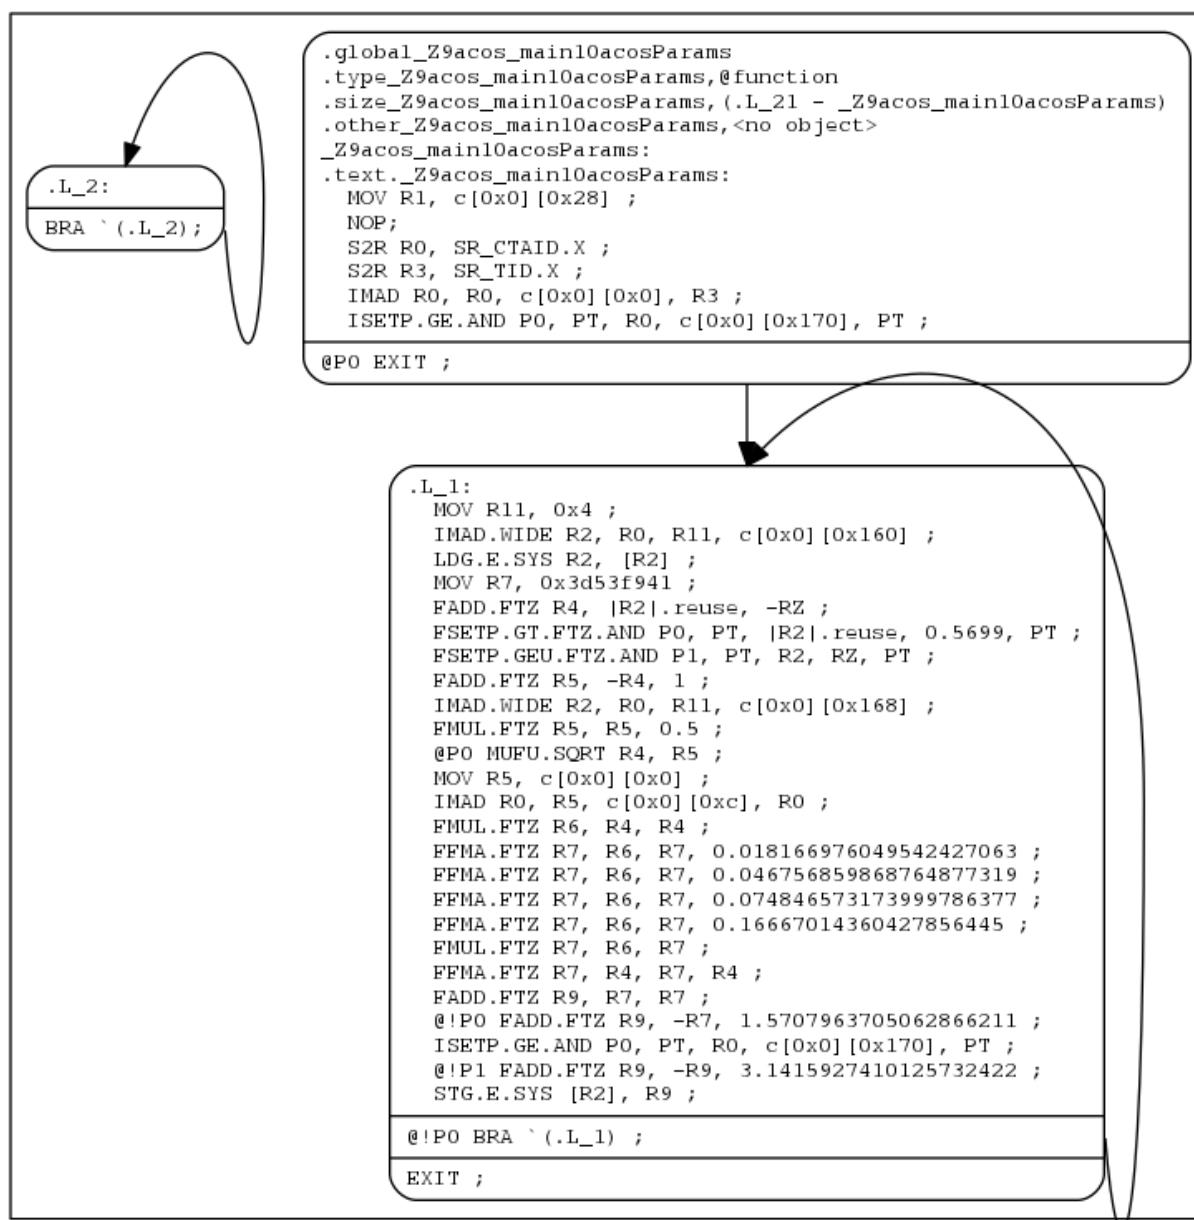 .L_2:
BRA `(.L_2);
.global_Z9acos_main10acosParams
.type_Z9acos_main10acosParams,@function
.size_Z9acos_main10acosParams,(.L_21 - _Z9acos_main10acosParams)
.other_Z9acos_main10acosParams,<no object>
_Z9acos_main10acosParams:
.text._Z9acos_main10acosParams:
MOV R1, c[0x0][0x28] ;
NOP;
S2R R0, SR_CTAID.X ;
S2R R3, SR_TID.X ;
IMAD R0, R0, c[0x0][0x0], R3 ;
ISETP.GE.AND P0, PT, R0, c[0x0][0x170], PT ;
@P0 EXIT ;
.L_1:
MOV R11, 0x4 ;
IMAD.WIDE R2, R0, R11, c[0x0][0x160] ;
LDG.E.SYS R2, [R2] ;
MOV R7, 0x3d53f941 ;
FADD.FTZ R4, |R2|.reuse, -RZ ;
FSETP.GT.FTZ.AND P0, PT, |R2|.reuse, 0.5699, PT ;
FSETP.GEU.FTZ.AND P1, PT, R2, RZ, PT ;
FADD.FTZ R5, -R4, 1 ;
IMAD.WIDE R2, R0, R11, c[0x0][0x168] ;
FMUL.FTZ R5, R5, 0.5 ;
@P0 MUFU.SQRT R4, R5 ;
MOV R5, c[0x0][0x0] ;
IMAD R0, R5, c[0x0][0xc], R0 ;
FMUL.FTZ R6, R4, R4 ;
FFMA.FTZ R7, R6, R7, 0.018166976049542427063 ;
FFMA.FTZ R7, R6, R7, 0.046756859868764877319 ;
FFMA.FTZ R7, R6, R7, 0.074846573173999786377 ;
FFMA.FTZ R7, R6, R7, 0.16667014360427856445 ;
FMUL.FTZ R7, R6, R7 ;
FFMA.FTZ R7, R4, R7, R4 ;
FADD.FTZ R9, R7, R7 ;
@!P0 FADD.FTZ R9, -R7, 1.5707963705062866211 ;
ISETP.GE.AND P0, PT, R0, c[0x0][0x170], PT ;
@!P1 FADD.FTZ R9, -R9, 3.1415927410125732422 ;
STG.E.SYS [R2], R9 ;
@!P0 BRA `(.L_1) ;
EXIT ;